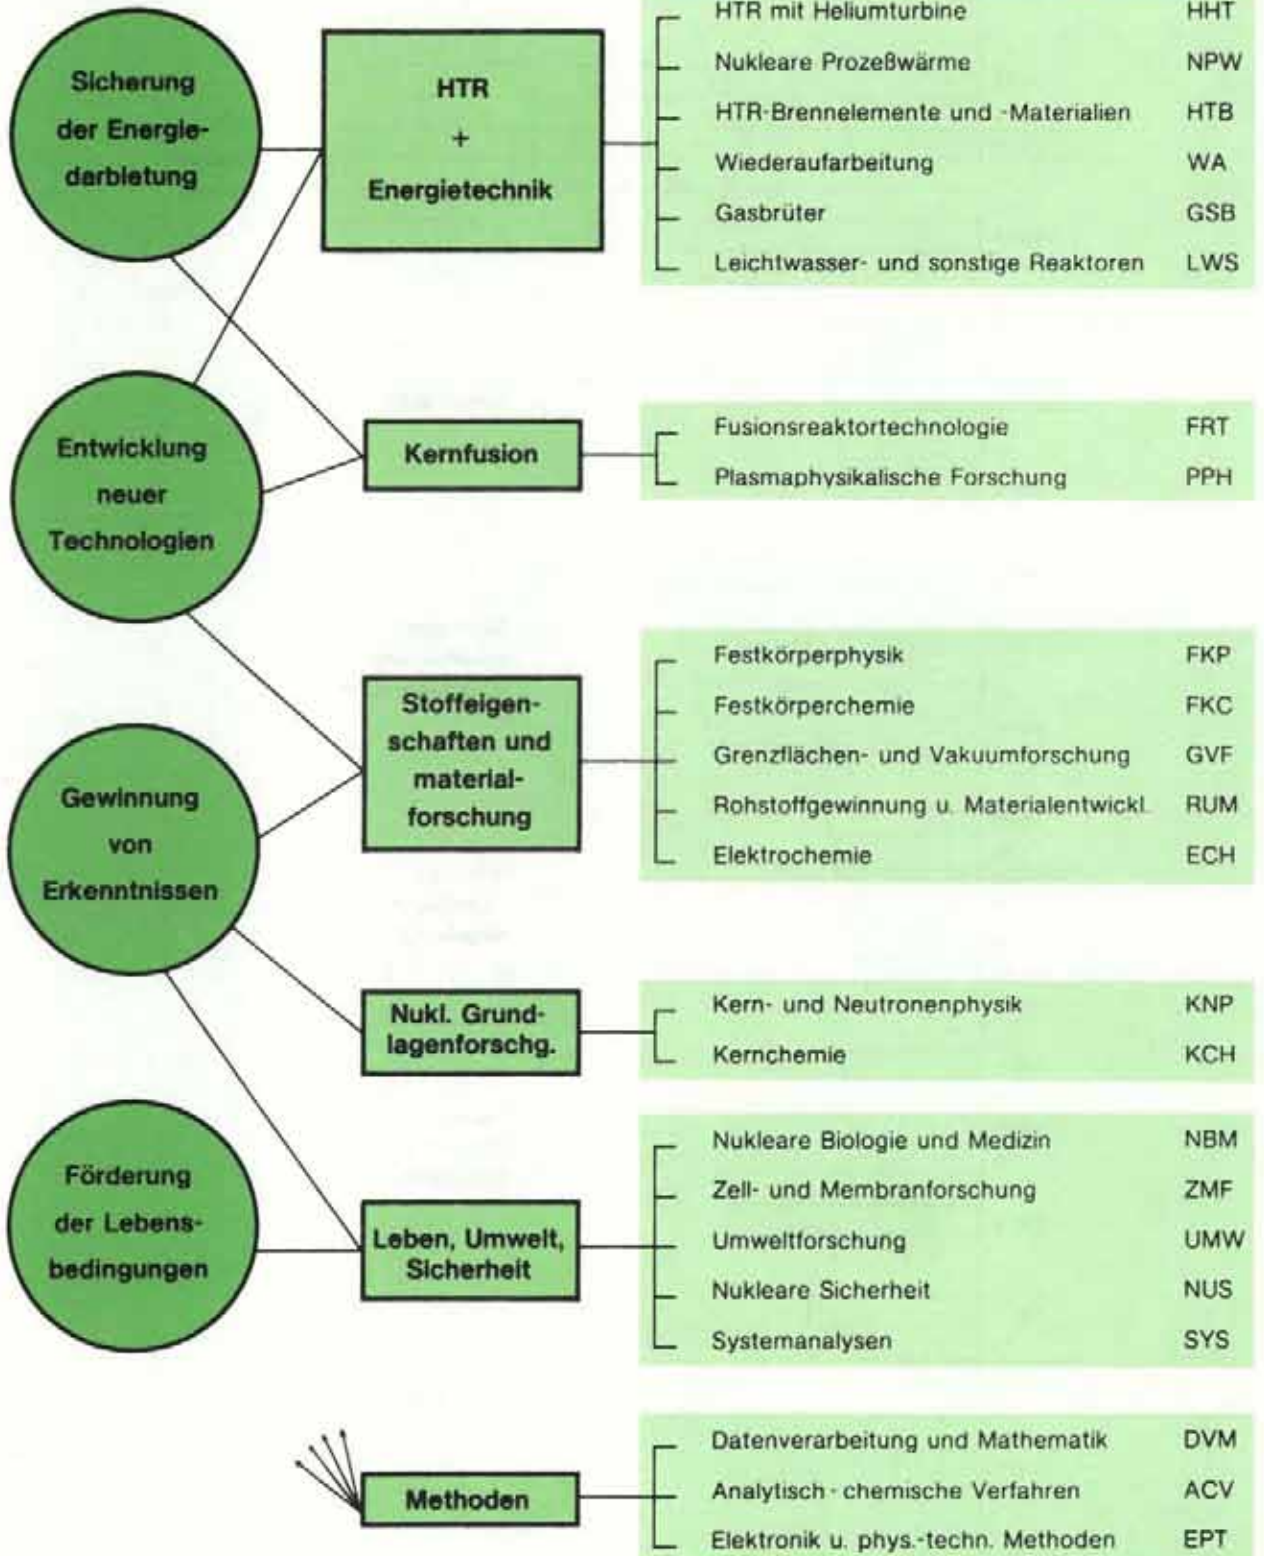 Sicherung
der Energie-
darbietung
HTR
+
Energietechnik
HTR mit Heliumturbine HHT
Nukleare Prozeßwärme NPW
HTR-Brennelemente und -Materialien HTB
Wiederaufarbeitung WA
Gasbrüter GSB
Leichtwasser- und sonstige Reaktoren LWS
Entwicklung
neuer
Technologien
Kernfusion
Fusionsreaktortechnologie FRT
Plasmaphysikalische Forschung PPH
Stoffeigen-
schaften und
material-
forschung
Festkörperphysik FKP
Festkörperchemie FKC
Grenzflächen- und Vakuumforschung GVF
Rohstoffgewinnung u. Materialentwickl. RUM
Elektrochemie ECH
Gewinnung
von
Erkenntnissen
Nukl. Grund-
lagenforschg.
Kern- und Neutronenphysik KNP
Kernchemie KCH
Förderung
der Lebens-
bedingungen
Leben, Umwelt,
Sicherheit
Nukleare Biologie und Medizin NBM
Zell- und Membranforschung ZMF
Umweltforschung UMW
Nukleare Sicherheit NUS
Systemanalysen SYS
Methoden
Datenverarbeitung und Mathematik DVM
Analytisch-chemische Verfahren ACV
Elektronik u. phys.-techn. Methoden EPT